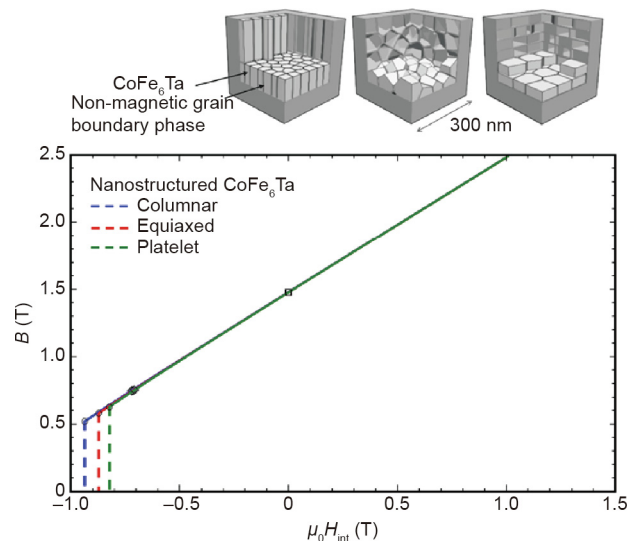 CoFe₆Ta
Non-magnetic grain
boundary phase
300 nm
Nanostructured CoFe₆Ta
Columnar
Equiaxed
Platelet
2.5
2.0
1.5
1.0
0.5
0
B (T)
−1.0 −0.5 0 0.5 1.0 1.5
μ₀H_int (T)